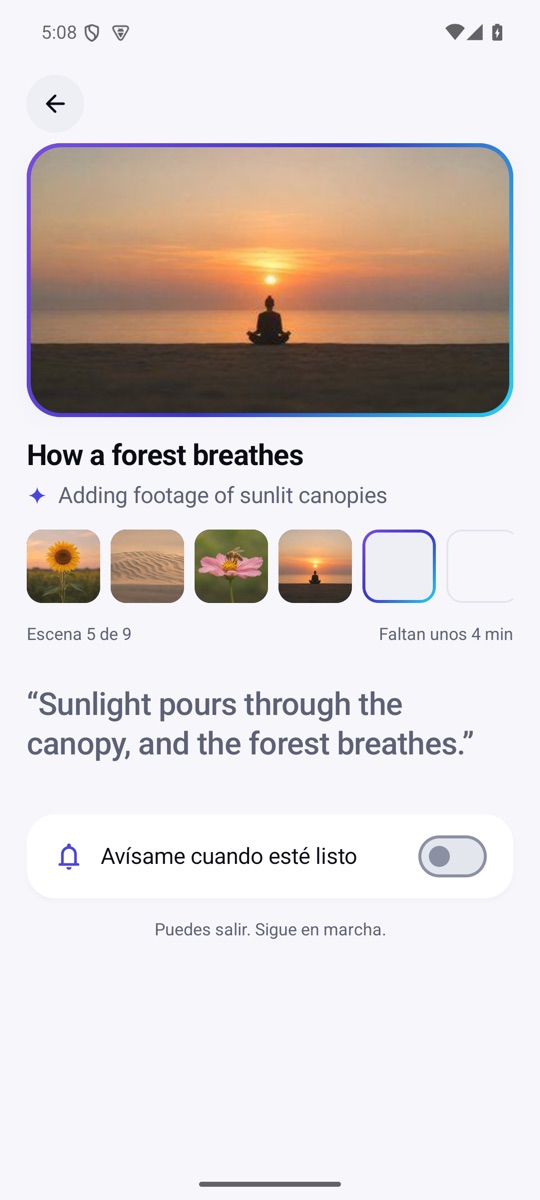 5:08
How a forest breathes
Adding footage of sunlit canopies
Escena 5 de 9
Faltan unos 4 min
“Sunlight pours through the
canopy, and the forest breathes.”
Avísame cuando esté listo
Puedes salir. Sigue en marcha.